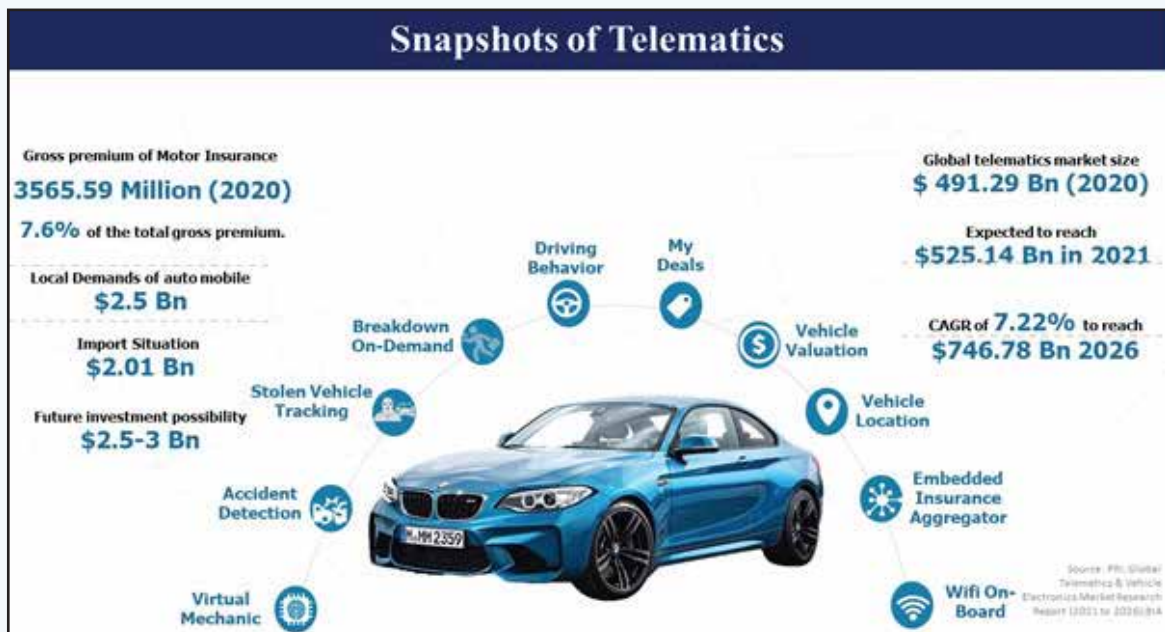 Snapshots of Telematics
Gross premium of Motor Insurance
3565.59 Million (2020)
7.6% of the total gross premium.
Local Demands of auto mobile
$2.5 Bn
Import Situation
$2.01 Bn
Future investment possibility
$2.5-3 Bn
Virtual
Mechanic
Accident
Detection
Stolen Vehicle
Tracking
Breakdown
On-Demand
Driving
Behavior
My
Deals
Vehicle
Valuation
Vehicle
Location
Embedded
Insurance
Aggregator
Wifi On-
Board
M MM 2359
Global telematics market size
$ 491.29 Bn (2020)
Expected to reach
$525.14 Bn in 2021
CAGR of 7.22% to reach
$746.78 Bn 2026
Source: PRI, Global
Telematics & Vehicle
Electronics Market Research
Report (2021 to 2026)